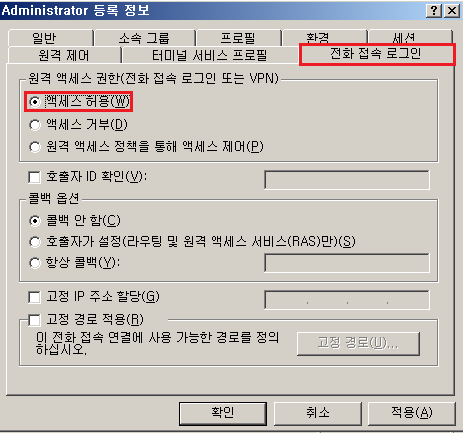 Administrator 등록 정보
일반 소속 그룹 프로필 환경 세션
원격 제어 터미널 서비스 프로필 전화 접속 로그인
원격 액세스 권한(전화 접속 로그인 또는 VPN)
액세스 허용(W)
액세스 거부(D)
원격 액세스 정책을 통해 액세스 제어(P)
호출자 ID 확인(V):
콜백 옵션
콜백 안 함(C)
호출자가 설정(라우팅 및 원격 액세스 서비스(RAS)만)(S)
항상 콜백(Y):
고정 IP 주소 할당(G)
고정 경로 적용(R)
이 전화 접속 연결에 사용 가능한 경로를 정의
하십시오.
고정 경로(U)...
확인 취소 적용(A)